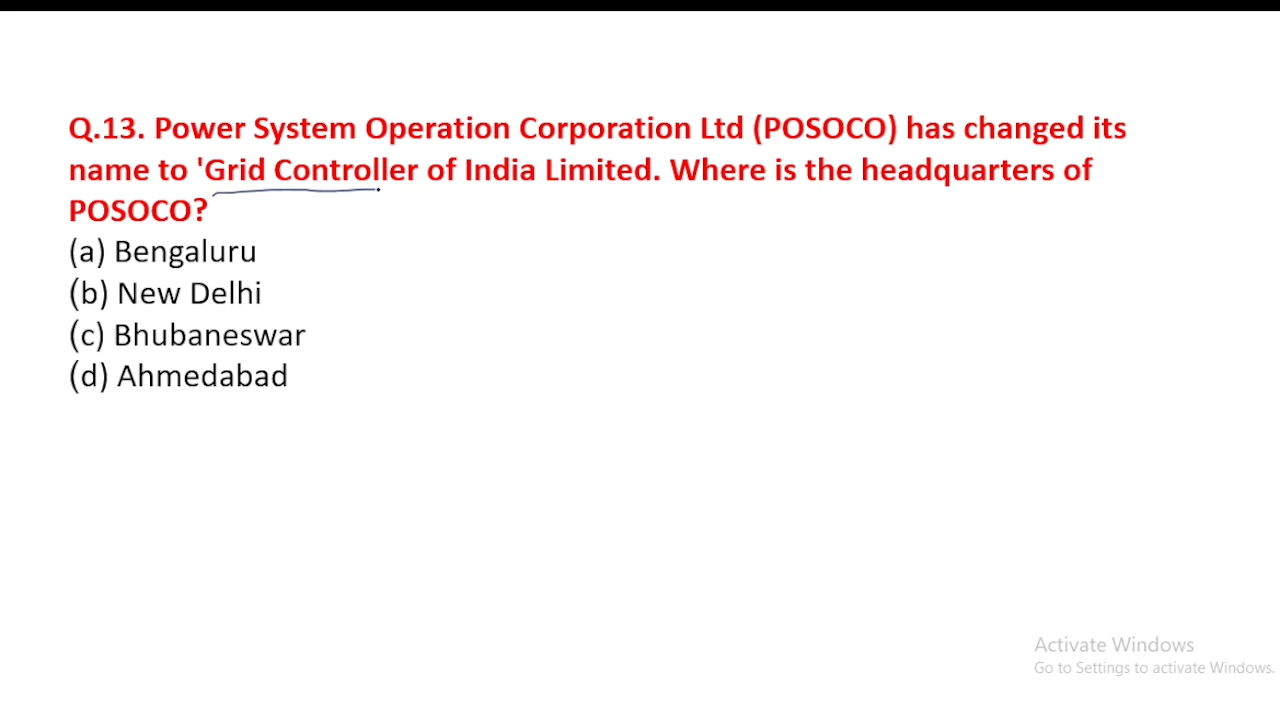 Q.13. Power System Operation Corporation Ltd (POSOCO) has changed its
name to 'Grid Controller of India Limited. Where is the headquarters of
POSOCO?
(a) Bengaluru
(b) New Delhi
(c) Bhubaneswar
(d) Ahmedabad
Activate Windows
Go to Settings to activate Windows.